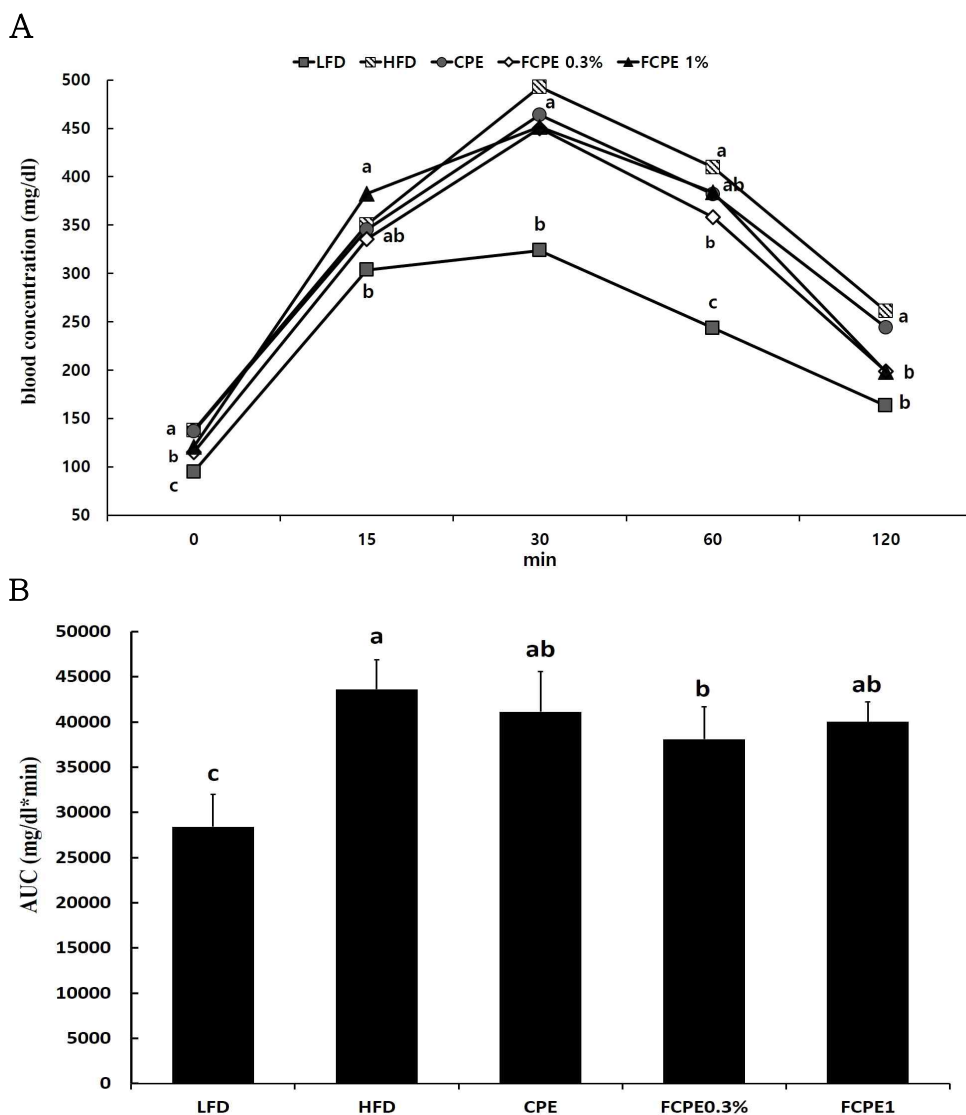 A
LFD HFD CPE FCPE 0.3% FCPE 1%
500
450
400
350
300
250
200
150
100
50
blood concentration (mg/dl)
a
b
c
a
ab
b
a
b
a
ab
b
c
a
b
b
0 15 30 60 120
min
B
50000
45000
40000
35000
30000
25000
20000
15000
10000
5000
0
AUC (mg/dl*min)
c
a
ab
b
ab
LFD HFD CPE FCPE0.3% FCPE1